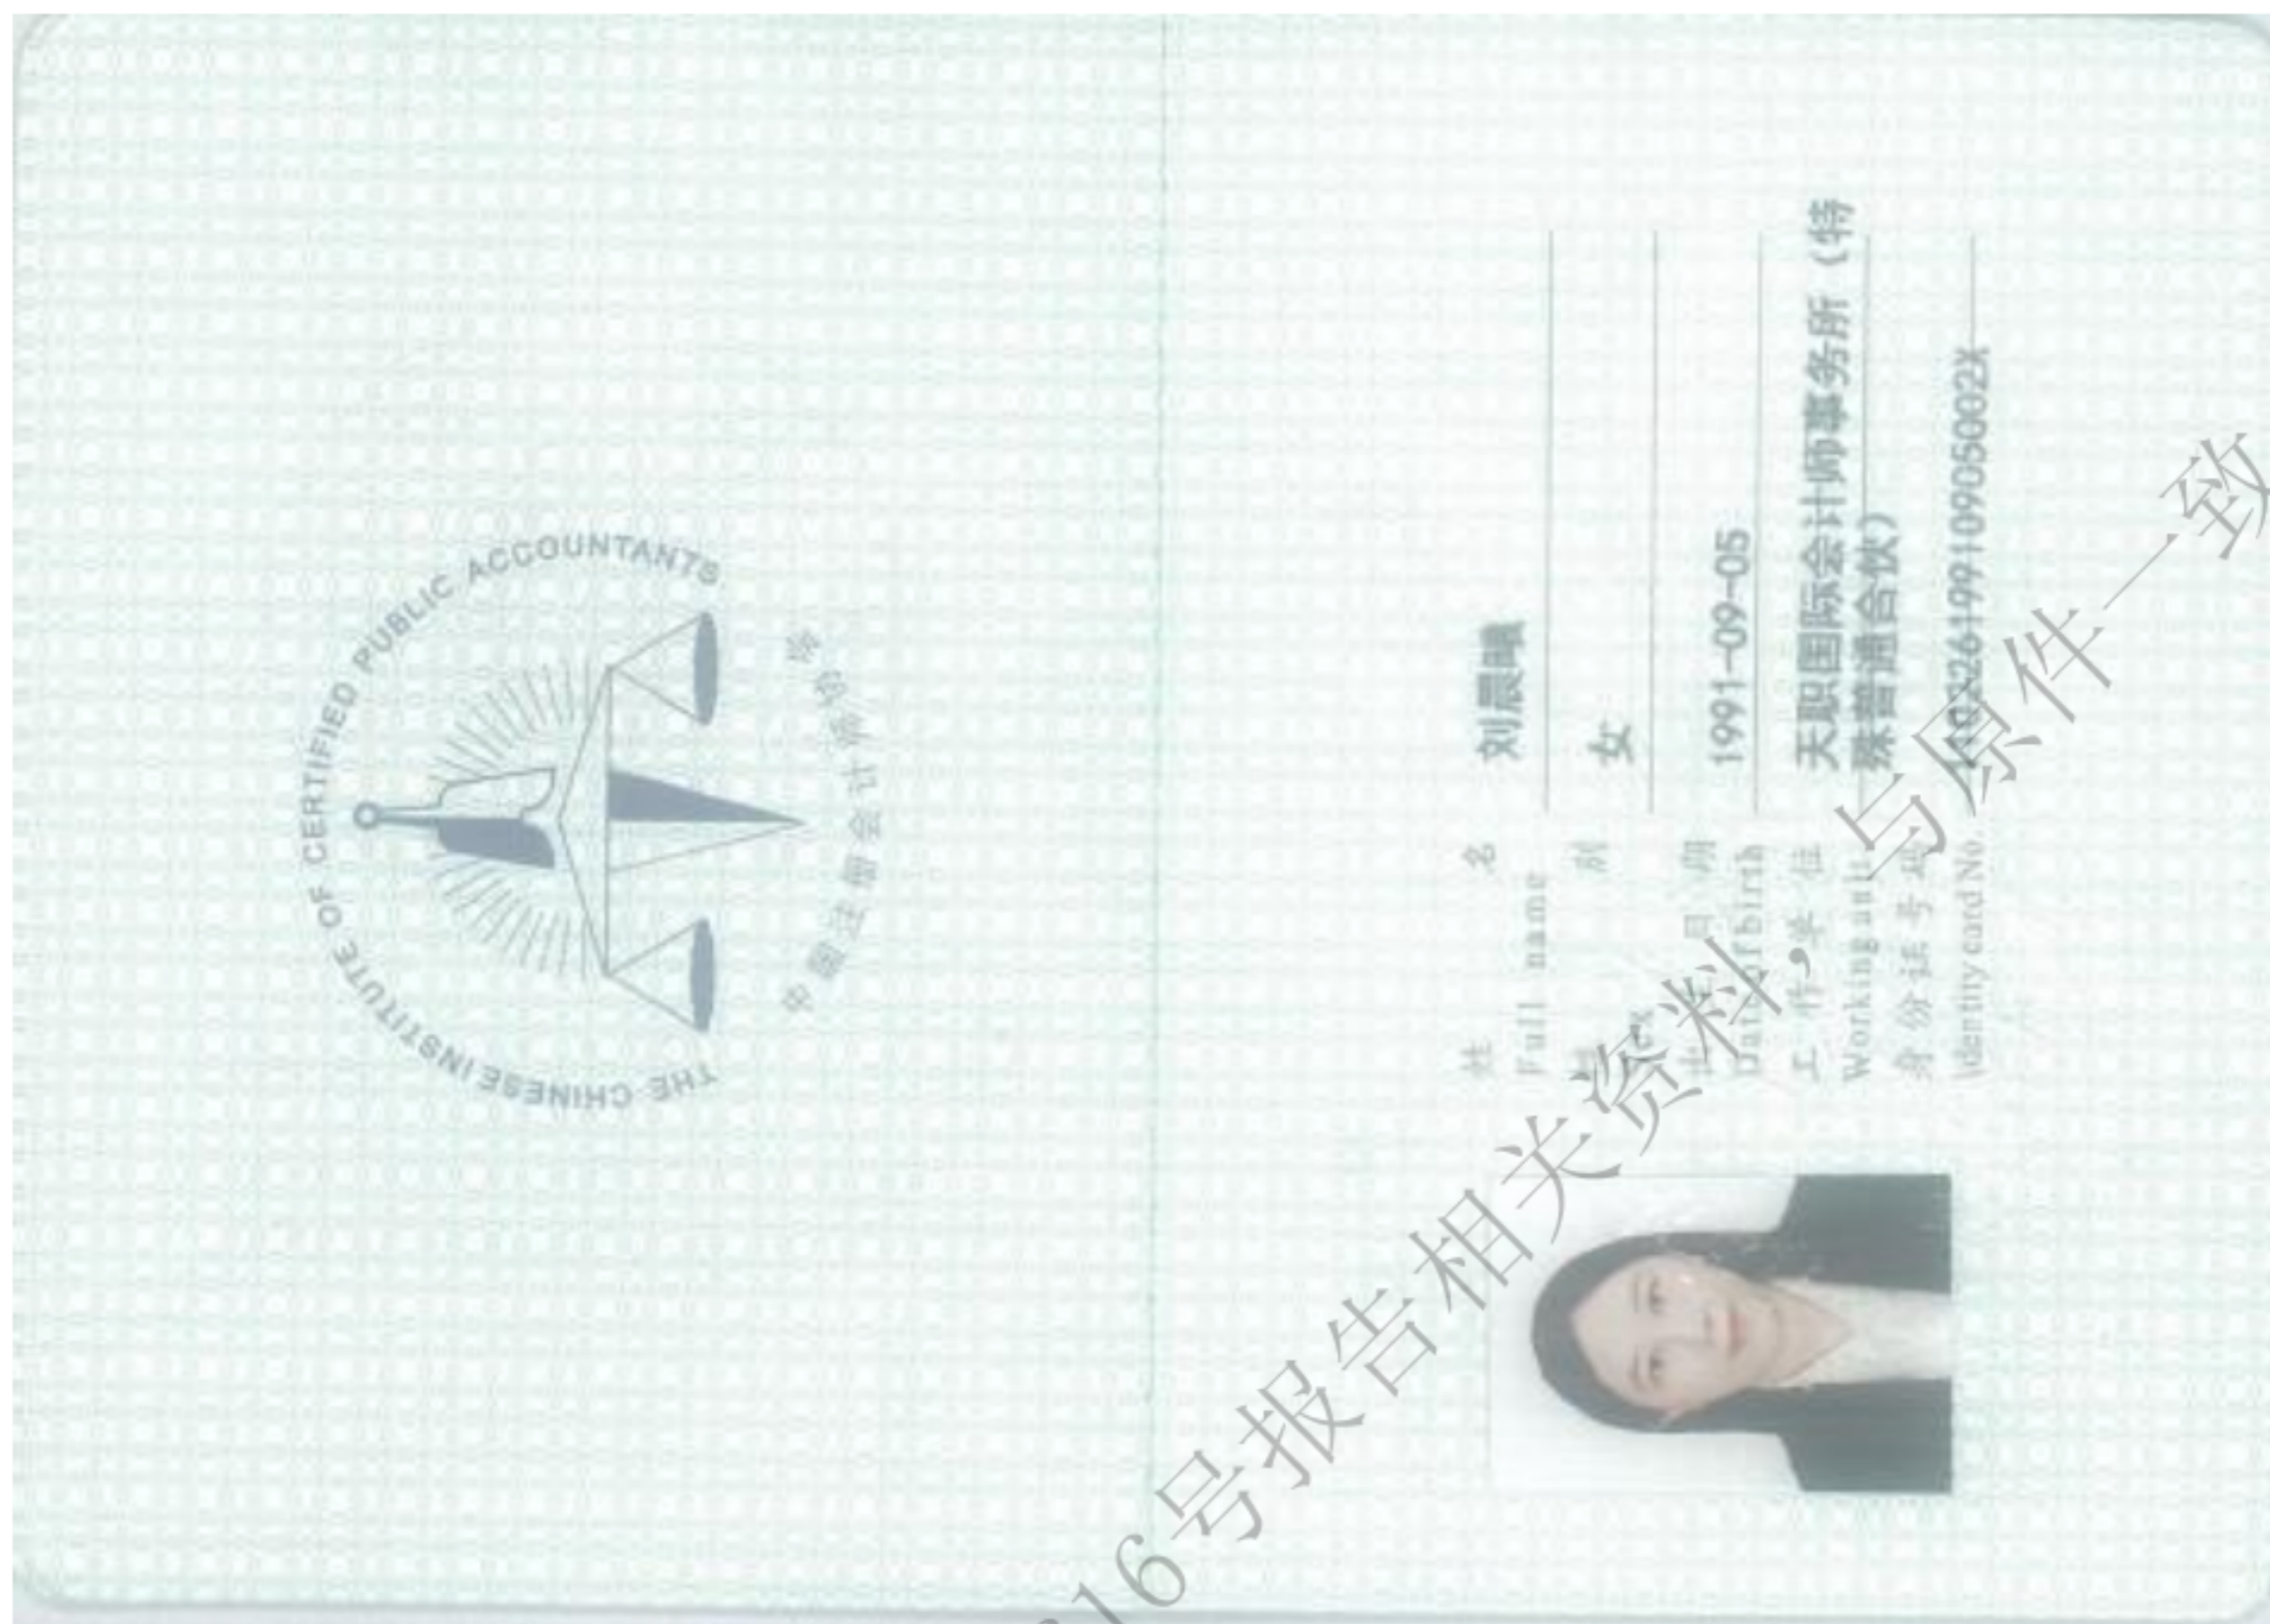 THE CHINESE INSTITUTE OF CERTIFIED PUBLIC ACCOUNTANTS
中国注册会计师协会
姓 名
Full name
刘晨曦
性 别
Sex
女
出 生 日 期
Date of birth
1991-09-05
工 作 单 位
Working unit
天职国际会计师事务所（特
殊普通合伙）
身 份 证 号 码
Identity card No.
16号报告相关资料，与原件一致